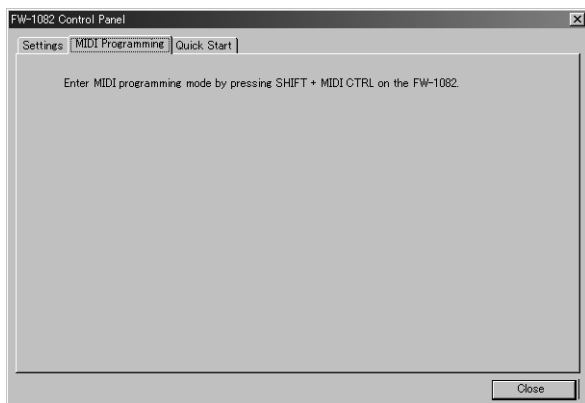 FW-1082 Control Panel
Settings MIDI Programming Quick Start
Enter MIDI programming mode by pressing SHIFT + MIDI CTRL on the FW-1082.
Close